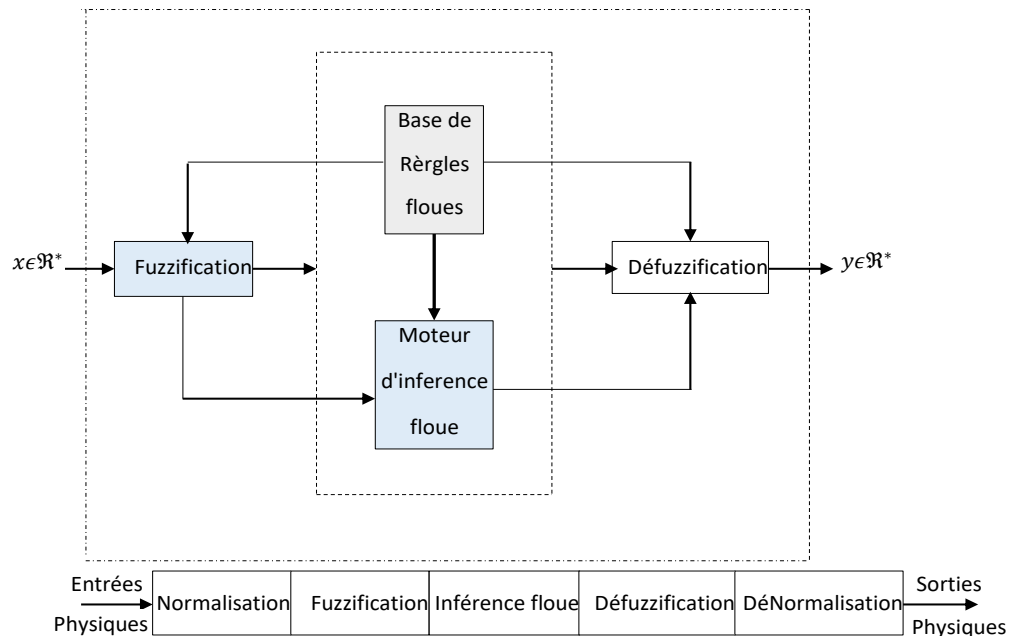 Base de
Rèrgles
floues
xϵℜ*
Fuzzification
Défuzzification
yϵℜ*
Moteur
d'inference
floue
Entrées
Physiques
Normalisation
Fuzzification
Inférence floue
Défuzzification
DéNormalisation
Sorties
Physiques